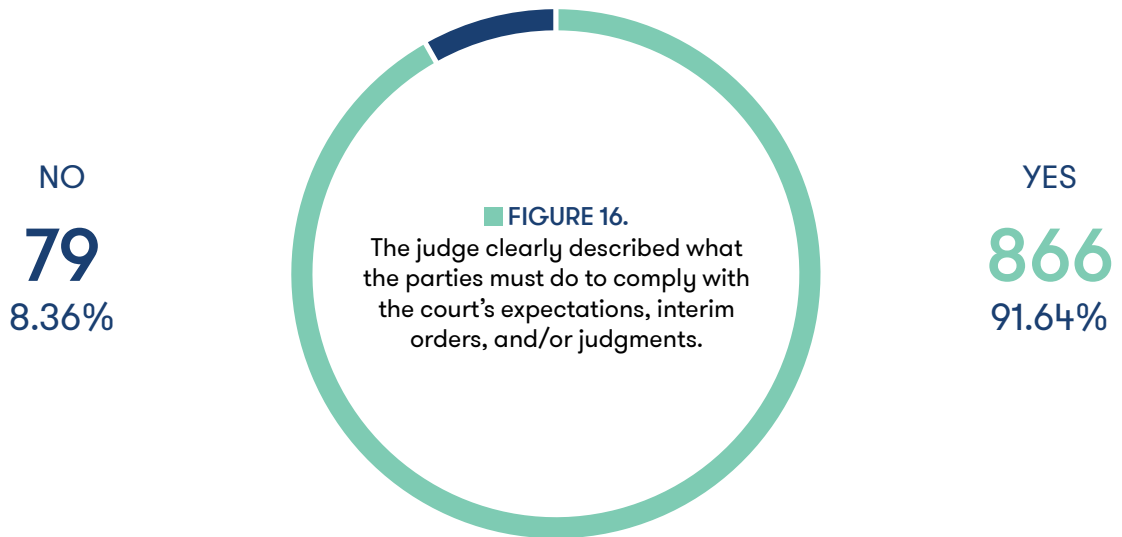 NO
79
8.36%
FIGURE 16.
The judge clearly described what
the parties must do to comply with
the court's expectations, interim
orders, and/or judgments.
YES
866
91.64%